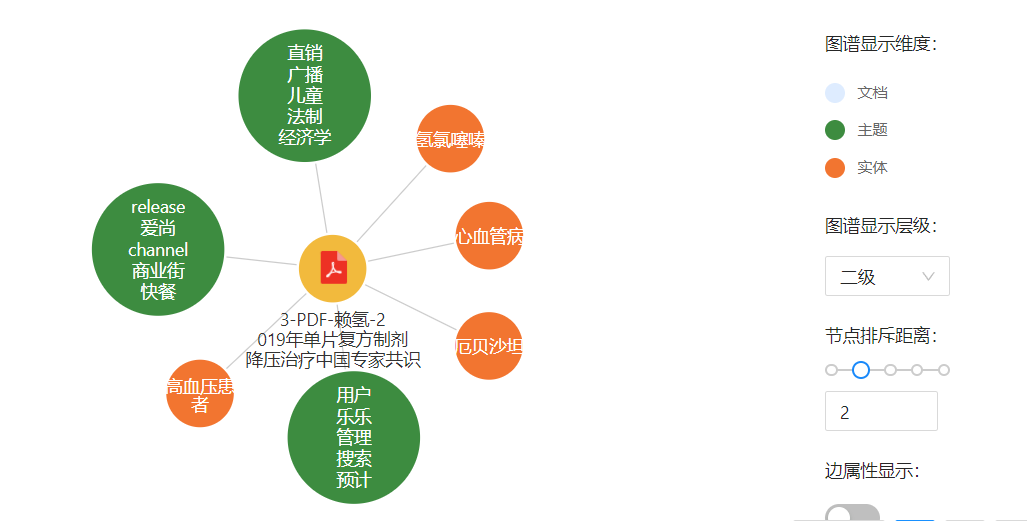 直销
广播
儿童
法制
经济学
氢氯噻嗪
release
爱尚
channel
商业街
快餐
心血管病
3-PDF-赖氢-2
019年单片复方制剂
降压治疗中国专家共识
厄贝沙坦
高血压患
者
用户
乐乐
管理
搜索
预计
图谱显示维度：
文档
主题
实体
图谱显示层级：
二级
节点排斥距离：
2
边属性显示：